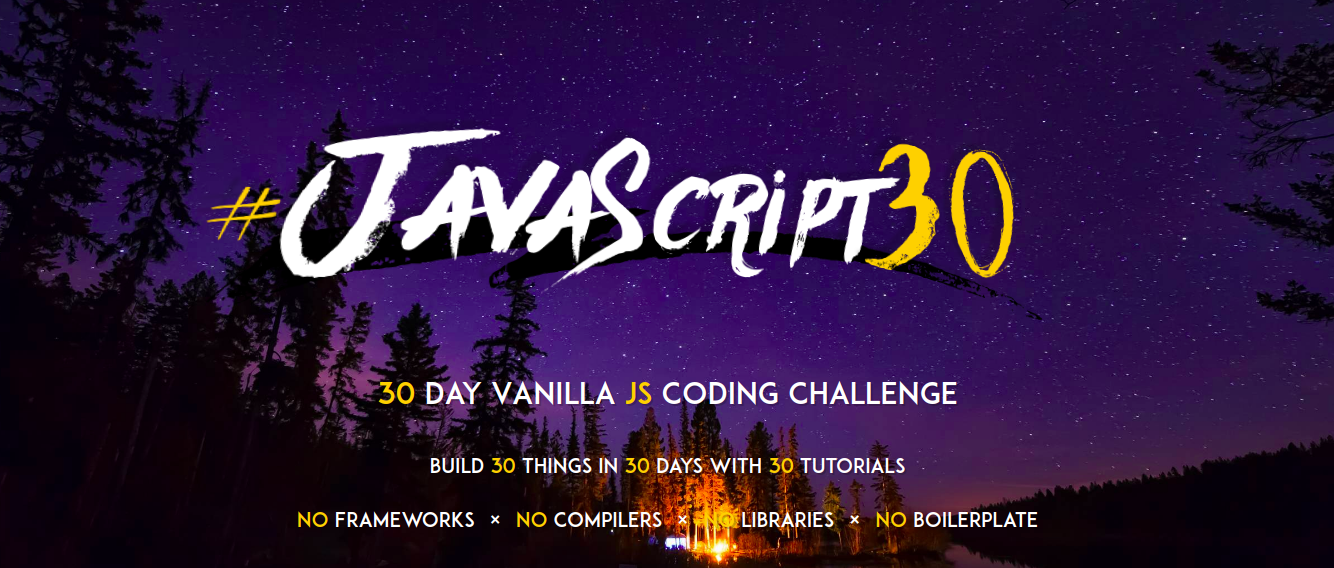 #JavaScript30
30 DAY VANILLA JS CODING CHALLENGE
BUILD 30 THINGS IN 30 DAYS WITH 30 TUTORIALS
NO FRAMEWORKS × NO COMPILERS × NO LIBRARIES × NO BOILERPLATE